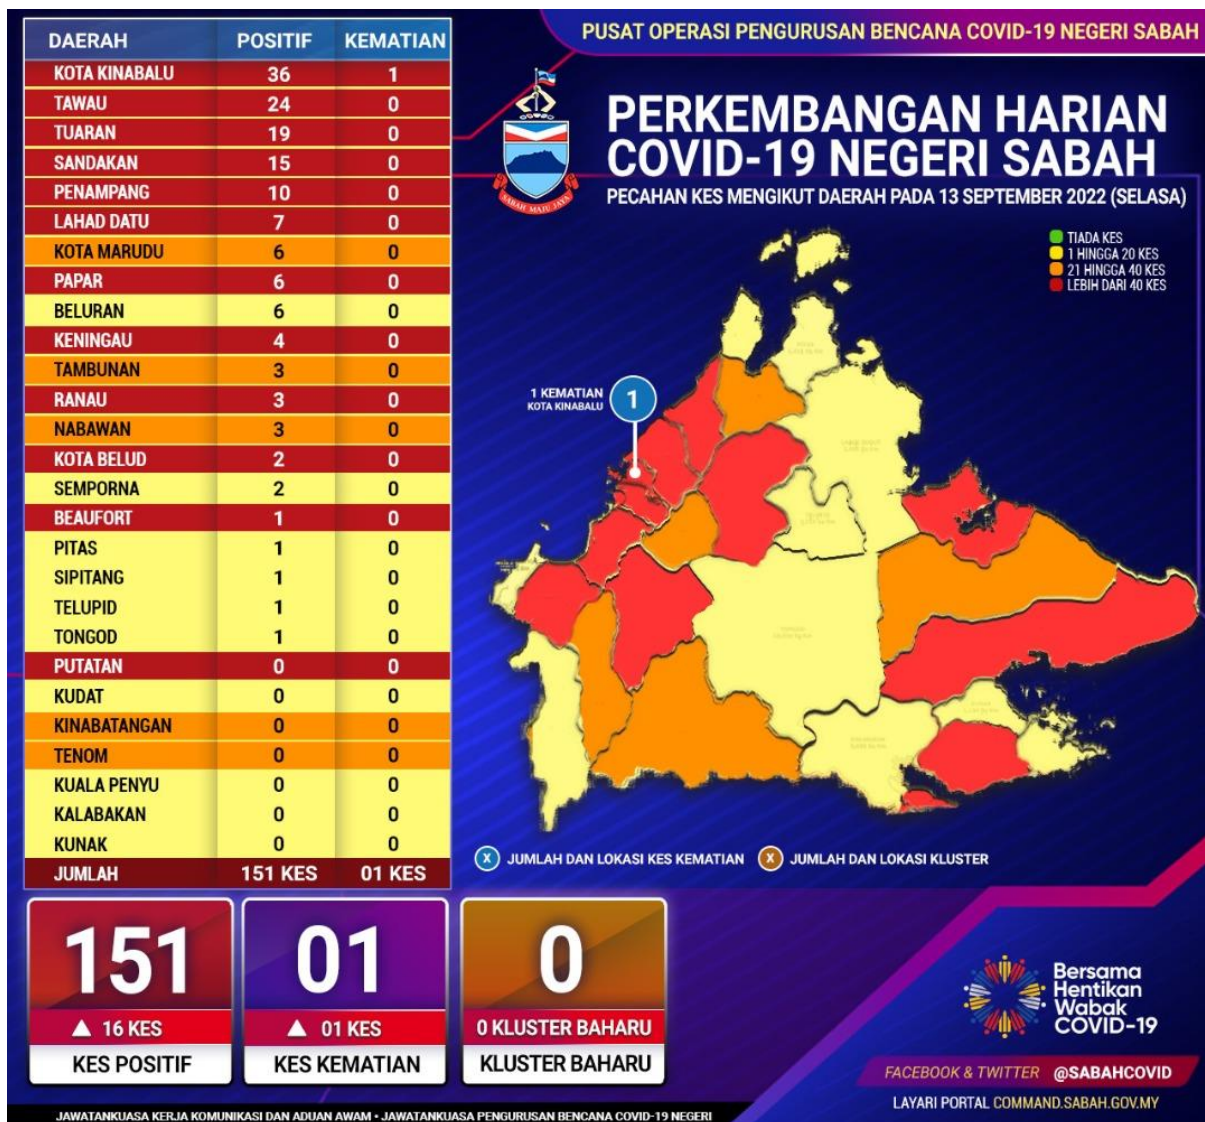 DAERAH POSITIF KEMATIAN
KOTA KINABALU 36 1
TAWAU 24 0
TUARAN 19 0
SANDAKAN 15 0
PENAMPANG 10 0
LAHAD DATU 7 0
KOTA MARUDU 6 0
PAPAR 6 0
BELURAN 6 0
KENINGAU 4 0
TAMBUNAN 3 0
RANAU 3 0
NABAWAN 3 0
KOTA BELUD 2 0
SEMPORNA 2 0
BEAUFORT 1 0
PITAS 1 0
SIPITANG 1 0
TELUPID 1 0
TONGOD 1 0
PUTATAN 0 0
KUDAT 0 0
KINABATANGAN 0 0
TENOM 0 0
KUALA PENYU 0 0
KALABAKAN 0 0
KUNAK 0 0
JUMLAH 151 KES 01 KES
PUSAT OPERASI PENGURUSAN BENCANA COVID-19 NEGERI SABAH
SABAH MAJU JAYA
PERKEMBANGAN HARIAN
COVID-19 NEGERI SABAH
PECAHAN KES MENGIKUT DAERAH PADA 13 SEPTEMBER 2022 (SELASA)
TIADA KES
1 HINGGA 20 KES
21 HINGGA 40 KES
LEBIH DARI 40 KES
1 KEMATIAN
KOTA KINABALU
1
X JUMLAH DAN LOKASI KES KEMATIAN X JUMLAH DAN LOKASI KLUSTER
151
▲ 16 KES
KES POSITIF
01
▲ 01 KES
KES KEMATIAN
0
0 KLUSTER BAHARU
KLUSTER BAHARU
Bersama
Hentikan
Wabak
COVID-19
FACEBOOK & TWITTER @SABAHCOVID
LAYARI PORTAL COMMAND.SABAH.GOV.MY
JAWATANKUASA KERJA KOMUNIKASI DAN ADUAN AWAM • JAWATANKUASA PENGURUSAN BENCANA COVID-19 NEGERI